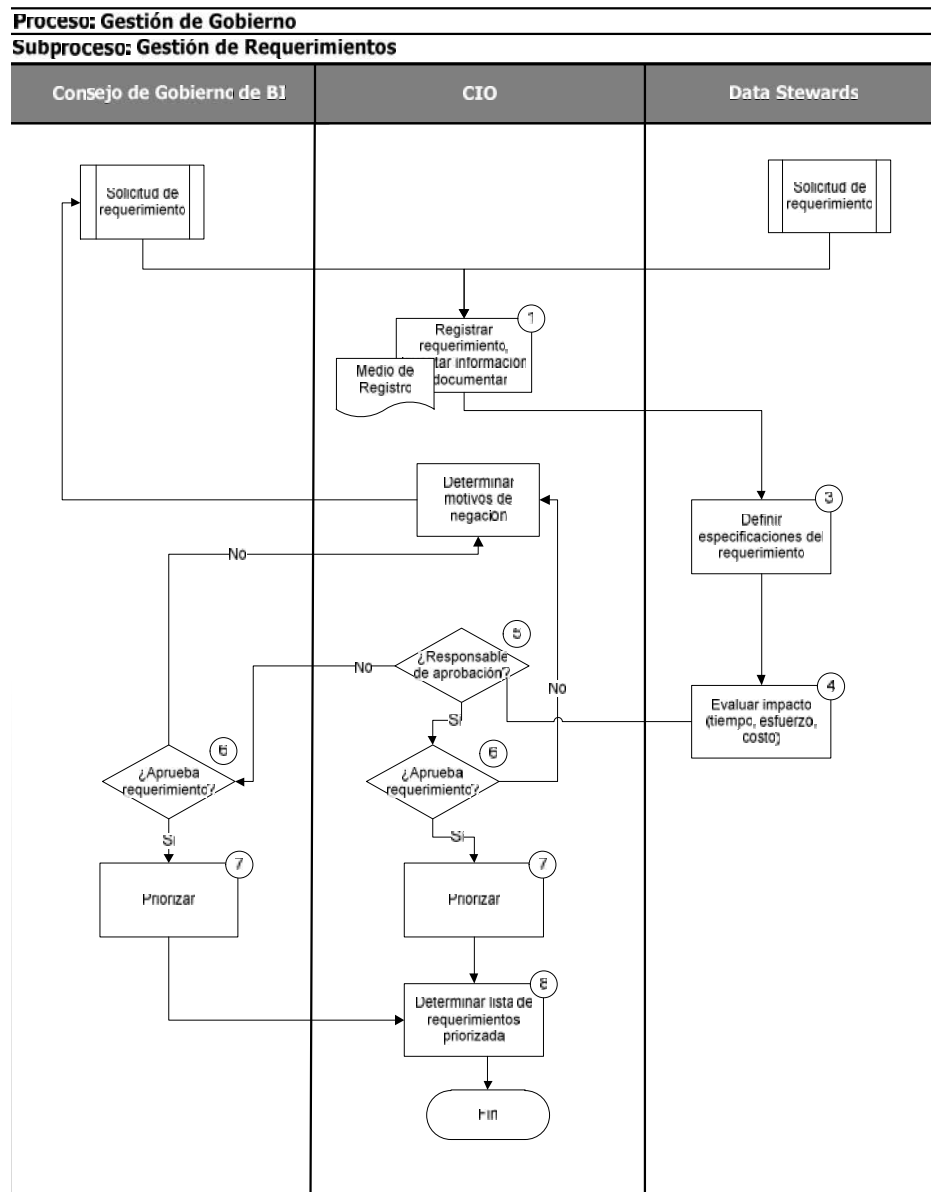 Proceso: Gestión de Gobierno
Subproceso: Gestión de Requerimientos
Consejo de Gobierno de BI
CIO
Data Stewards
Solicitud de
requerimiento
Solicitud de
requerimiento
1
Registrar
requerimiento,
tar información
documentar
Medio de
Registro
Determinar
motivos de
negación
3
Definir
especificaciones del
requerimiento
No
5
¿Responsable
de aprobación?
No
No
4
Evaluar impacto
(tiempo, esfuerzo,
costo)
Si
6
¿Aprueba
requerimiento?
6
¿Aprueba
requerimiento?
Si
Si
7
Priorizar
7
Priorizar
8
Determinar lista de
requerimientos
priorizada
Fin